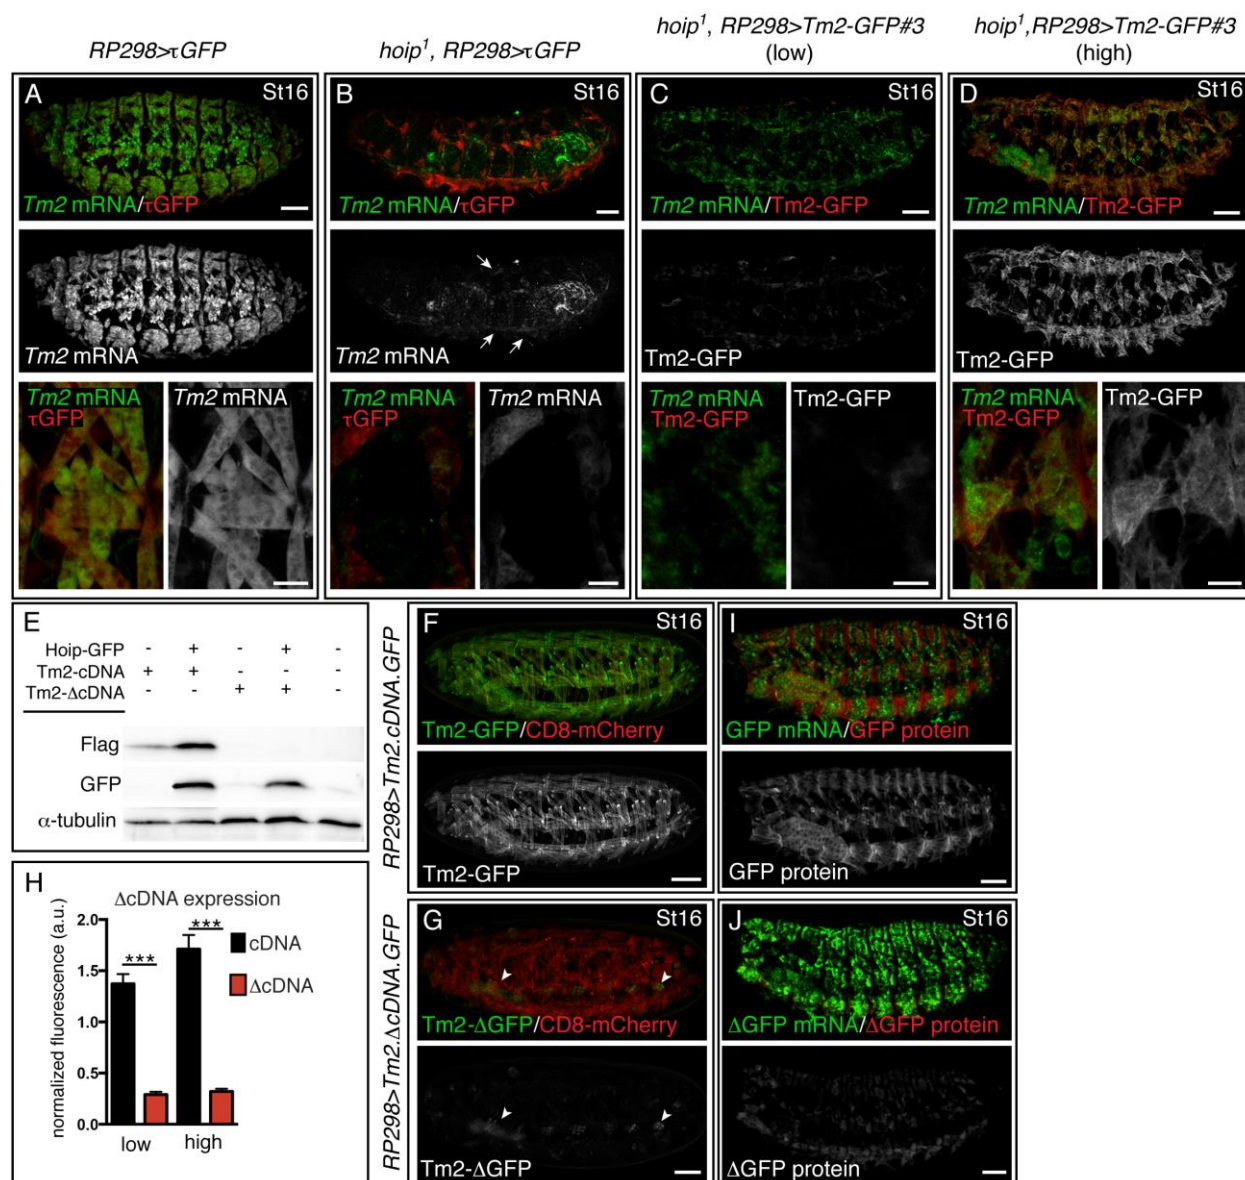 RP298>τGFP
hoip¹, RP298>τGFP
hoip¹, RP298>Tm2-GFP#3
(low)
hoip¹,RP298>Tm2-GFP#3
(high)
A
St16
Tm2 mRNA/τGFP
Tm2 mRNA
Tm2 mRNA
τGFP
Tm2 mRNA
B
St16
Tm2 mRNA/τGFP
Tm2 mRNA
Tm2 mRNA
τGFP
Tm2 mRNA
C
St16
Tm2 mRNA/Tm2-GFP
Tm2-GFP
Tm2 mRNA
Tm2-GFP
Tm2-GFP
D
St16
Tm2 mRNA/Tm2-GFP
Tm2-GFP
Tm2 mRNA
Tm2-GFP
Tm2-GFP
E
Hoip-GFP - + - + -
Tm2-cDNA + + - - -
Tm2-ΔcDNA - - + + -
Flag
GFP
α-tubulin
RP298>Tm2.cDNA.GFP
F
St16
Tm2-GFP/CD8-mCherry
Tm2-GFP
I
St16
GFP mRNA/GFP protein
GFP protein
H
ΔcDNA expression
normalized fluorescence (a.u.)
2.0
1.5
1.0
0.5
0.0
***
***
cDNA
ΔcDNA
low
high
RP298>Tm2.ΔcDNA.GFP
G
St16
Tm2-ΔGFP/CD8-mCherry
Tm2-ΔGFP
J
St16
ΔGFP mRNA/ΔGFP protein
ΔGFP protein